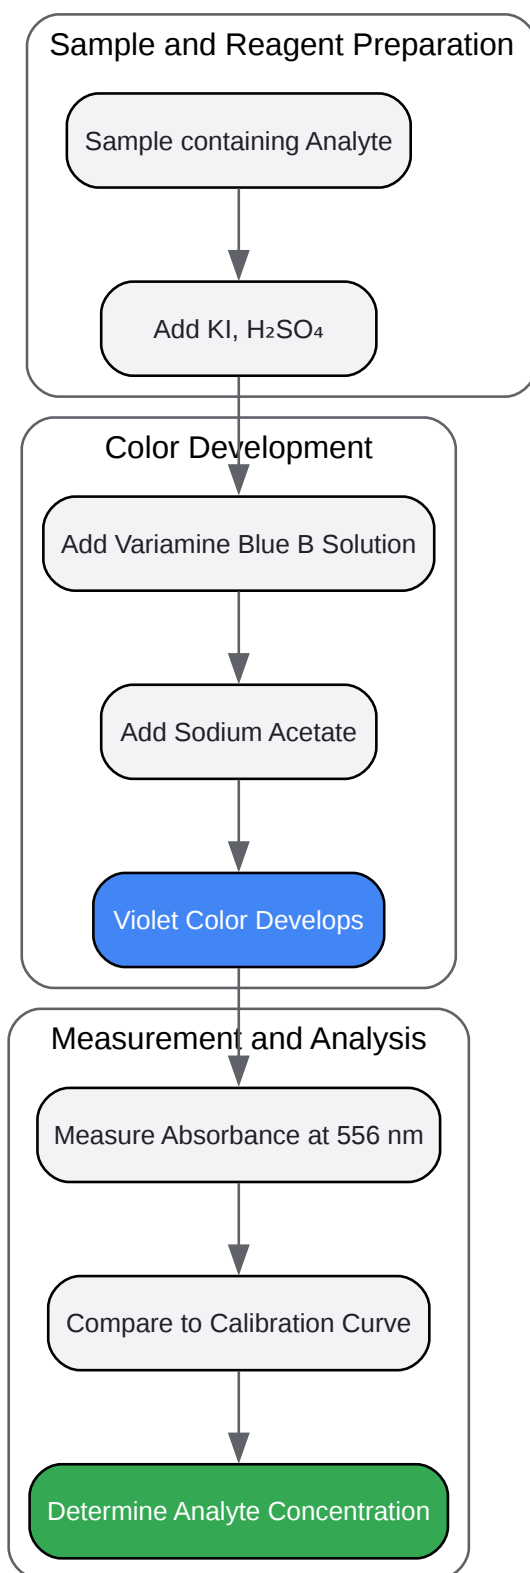 Sample and Reagent Preparation
Sample containing Analyte
Add KI, H₂SO₄
Color Development
Add Variamine Blue B Solution
Add Sodium Acetate
Violet Color Develops
Measurement and Analysis
Measure Absorbance at 556 nm
Compare to Calibration Curve
Determine Analyte Concentration